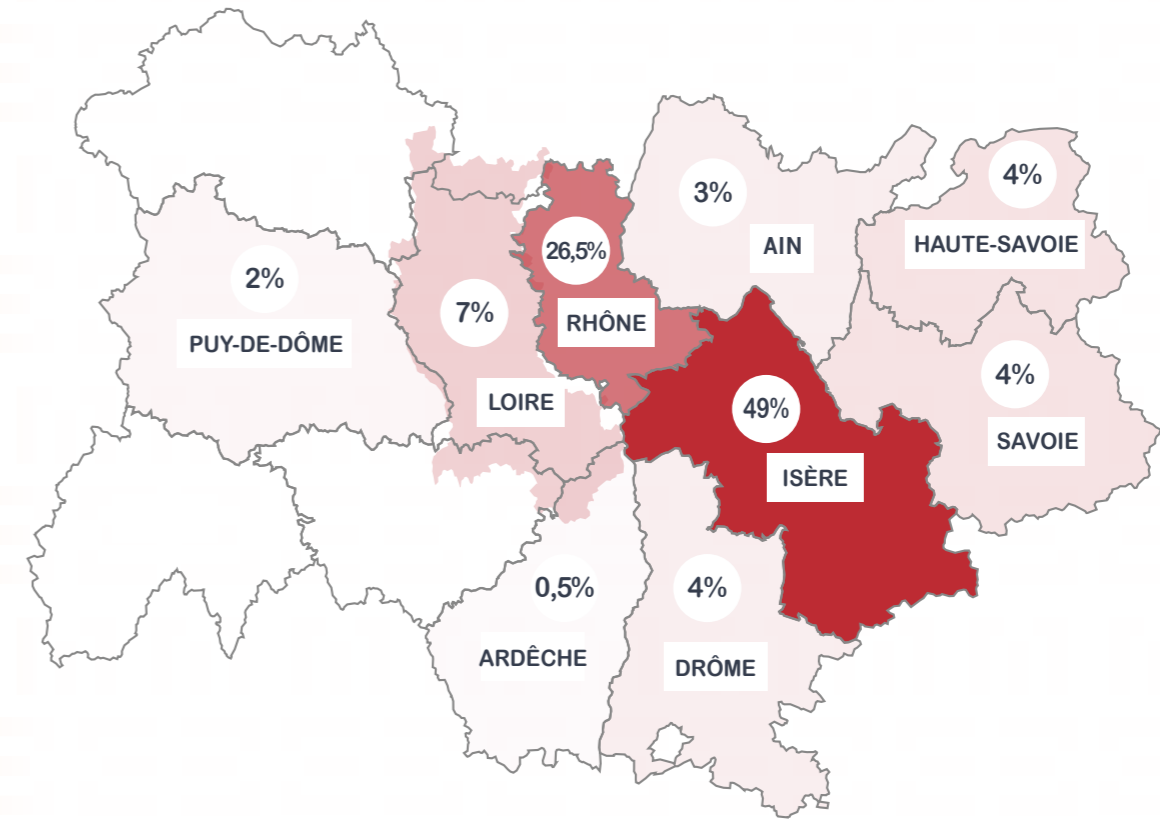 3%
AIN
4%
HAUTE-SAVOIE
26,5%
RHÔNE
2%
PUY-DE-DÔME
7%
LOIRE
4%
SAVOIE
49%
ISÈRE
0,5%
ARDÊCHE
4%
DRÔME